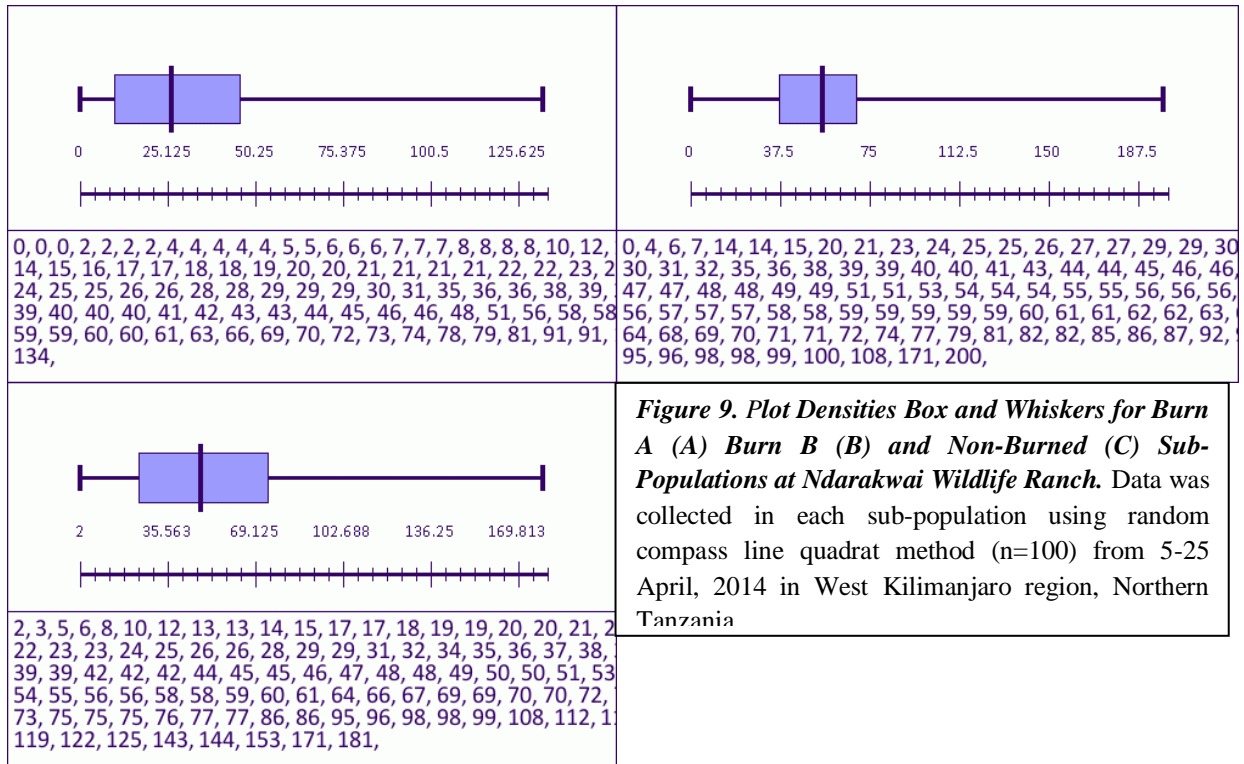 0 25.125 50.25 75.375 100.5 125.625
0, 0, 0, 2, 2, 2, 2, 4, 4, 4, 4, 4, 5, 5, 6, 6, 6, 7, 7, 7, 8, 8, 8, 8, 10, 12,
14, 15, 16, 17, 17, 18, 18, 19, 20, 20, 21, 21, 21, 21, 22, 22, 23, 2
24, 25, 25, 26, 26, 28, 28, 29, 29, 29, 30, 31, 35, 36, 36, 38, 39,
39, 40, 40, 40, 41, 42, 43, 43, 44, 45, 46, 46, 48, 51, 56, 58, 58
59, 59, 60, 60, 61, 63, 66, 69, 70, 72, 73, 74, 78, 79, 81, 91, 91,
134,
0 37.5 75 112.5 150 187.5
0, 4, 6, 7, 14, 14, 15, 20, 21, 23, 24, 25, 25, 26, 27, 27, 29, 29, 30
30, 31, 32, 35, 36, 38, 39, 39, 40, 40, 41, 43, 44, 44, 45, 46, 46,
47, 47, 48, 48, 49, 49, 51, 51, 53, 54, 54, 54, 55, 55, 56, 56, 56,
56, 57, 57, 57, 58, 58, 59, 59, 59, 59, 59, 60, 61, 61, 62, 62, 63,
64, 68, 69, 70, 71, 71, 72, 74, 77, 79, 81, 82, 82, 85, 86, 87, 92,
95, 96, 98, 98, 99, 100, 108, 171, 200,
2 35.563 69.125 102.688 136.25 169.813
2, 3, 5, 6, 8, 10, 12, 13, 13, 14, 15, 17, 17, 18, 19, 19, 20, 20, 21, 2
22, 23, 23, 24, 25, 26, 26, 28, 29, 29, 31, 32, 34, 35, 36, 37, 38,
39, 39, 42, 42, 42, 44, 45, 45, 46, 47, 48, 48, 49, 50, 50, 51, 53
54, 55, 56, 56, 58, 58, 59, 60, 61, 64, 66, 67, 69, 69, 70, 70, 72,
73, 75, 75, 75, 76, 77, 77, 86, 86, 95, 96, 98, 98, 99, 108, 112, 1
119, 122, 125, 143, 144, 153, 171, 181,
Figure 9. Plot Densities Box and Whiskers for Burn
A (A) Burn B (B) and Non-Burned (C) Sub-
Populations at Ndarakwai Wildlife Ranch. Data was
collected in each sub-population using random
compass line quadrat method (n=100) from 5-25
April, 2014 in West Kilimanjaro region, Northern
Tanzania